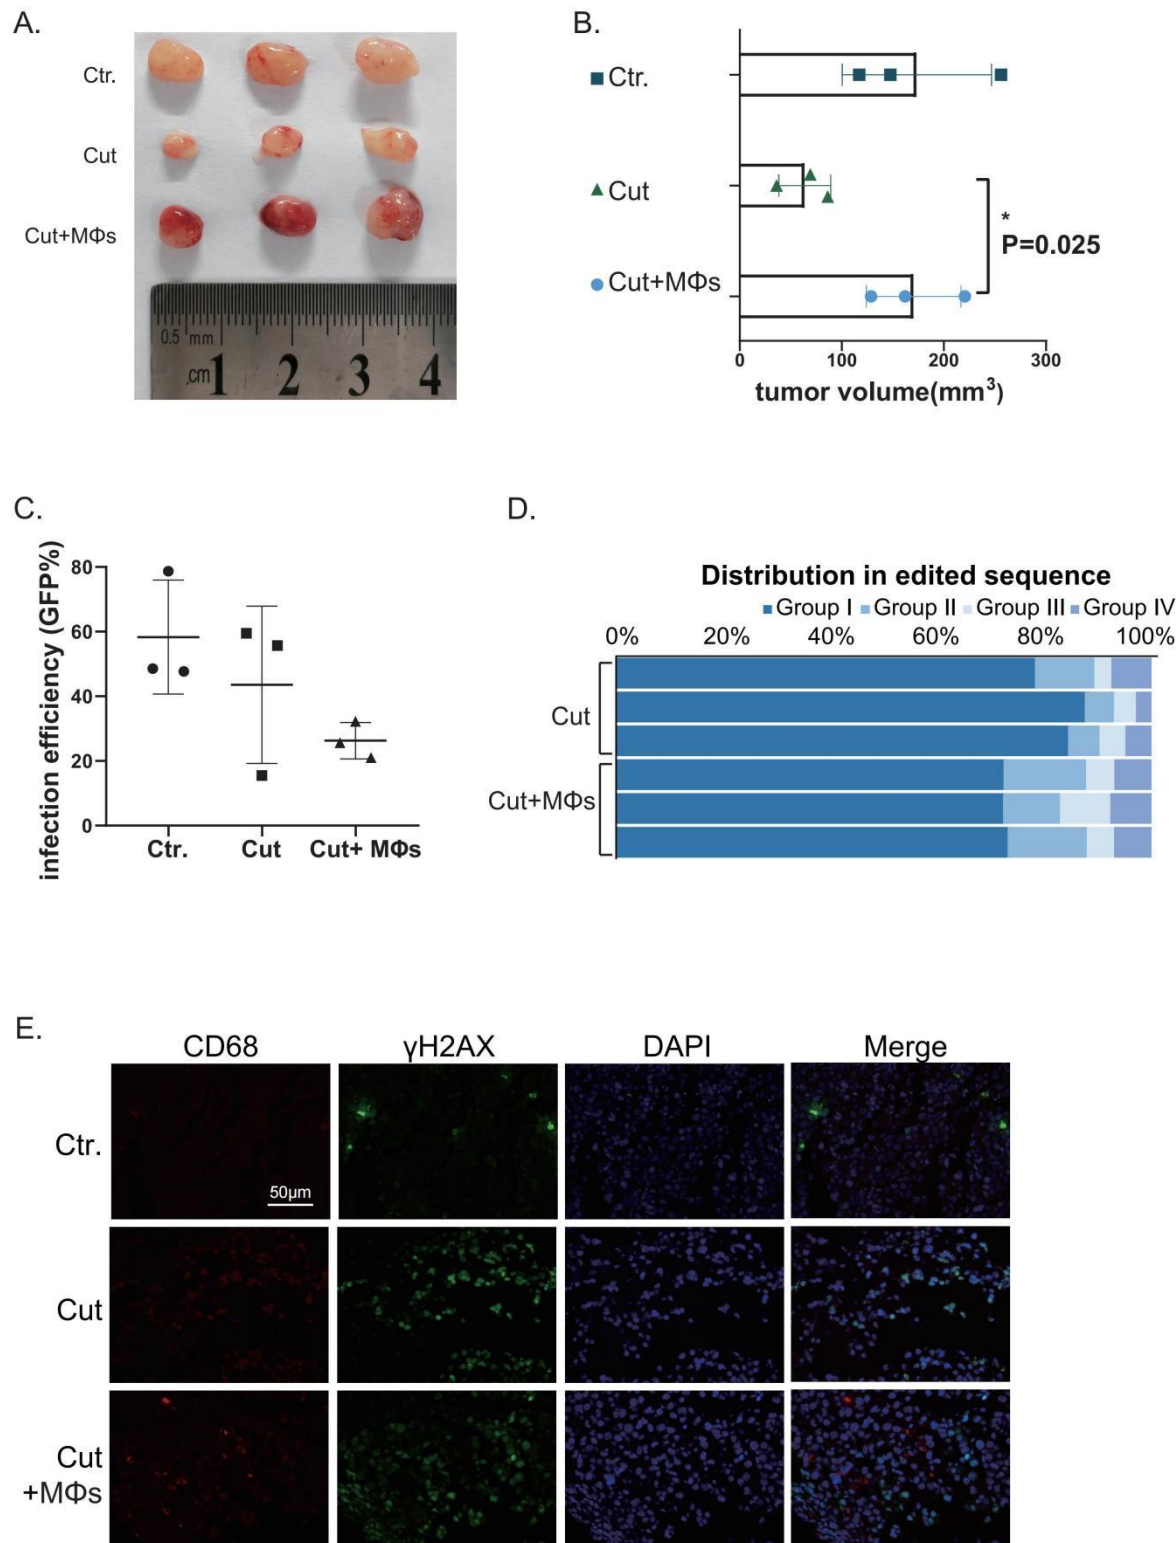 A.
Ctr.
Cut
Cut+MΦs
0.5 mm
cm 1 2 3 4
B.
Ctr.
Cut
Cut+MΦs
*
P=0.025
0 100 200 300
tumor volume(mm³)
C.
infection efficiency (GFP%)
80
60
40
20
0
Ctr. Cut Cut+ MΦs
D.
Distribution in edited sequence
Group I Group II Group III Group IV
0% 20% 40% 60% 80% 100%
Cut
Cut+MΦs
E.
CD68 γH2AX DAPI Merge
Ctr.
50μm
Cut
Cut
+MΦs